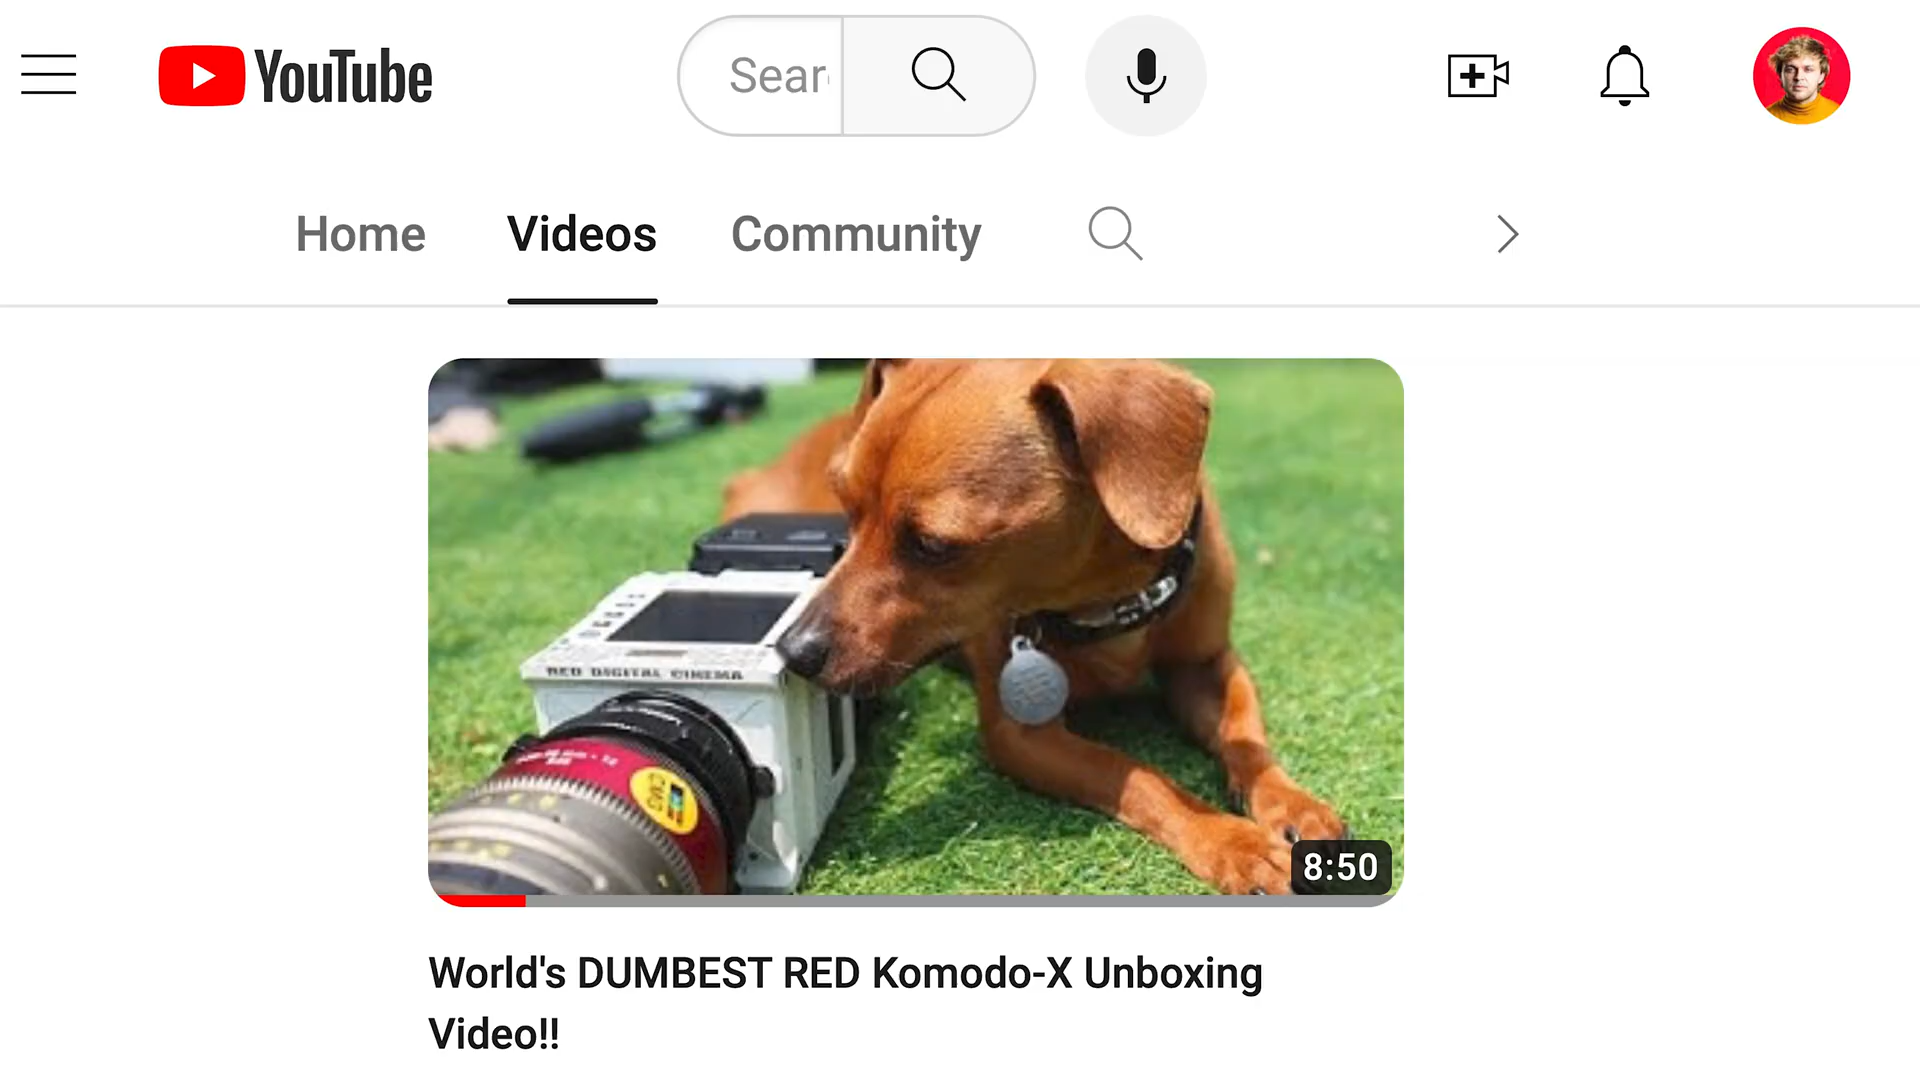 YouTube
Sear
Home Videos Community
RED DIGITAL CINEMA
8:50
World's DUMBEST RED Komodo-X Unboxing
Video!!